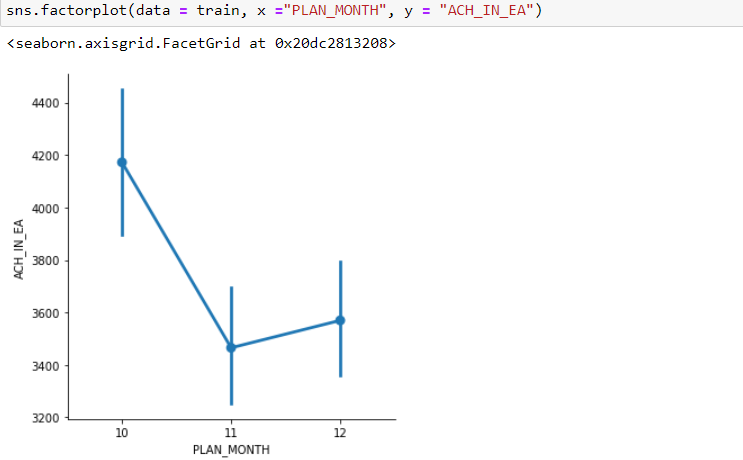 sns.factorplot(data = train, x ="PLAN_MONTH", y = "ACH_IN_EA")
<seaborn.axisgrid.FacetGrid at 0x20dc2813208>
4400
4200
4000
3800
3600
3400
3200
ACH_IN_EA
10 11 12
PLAN_MONTH